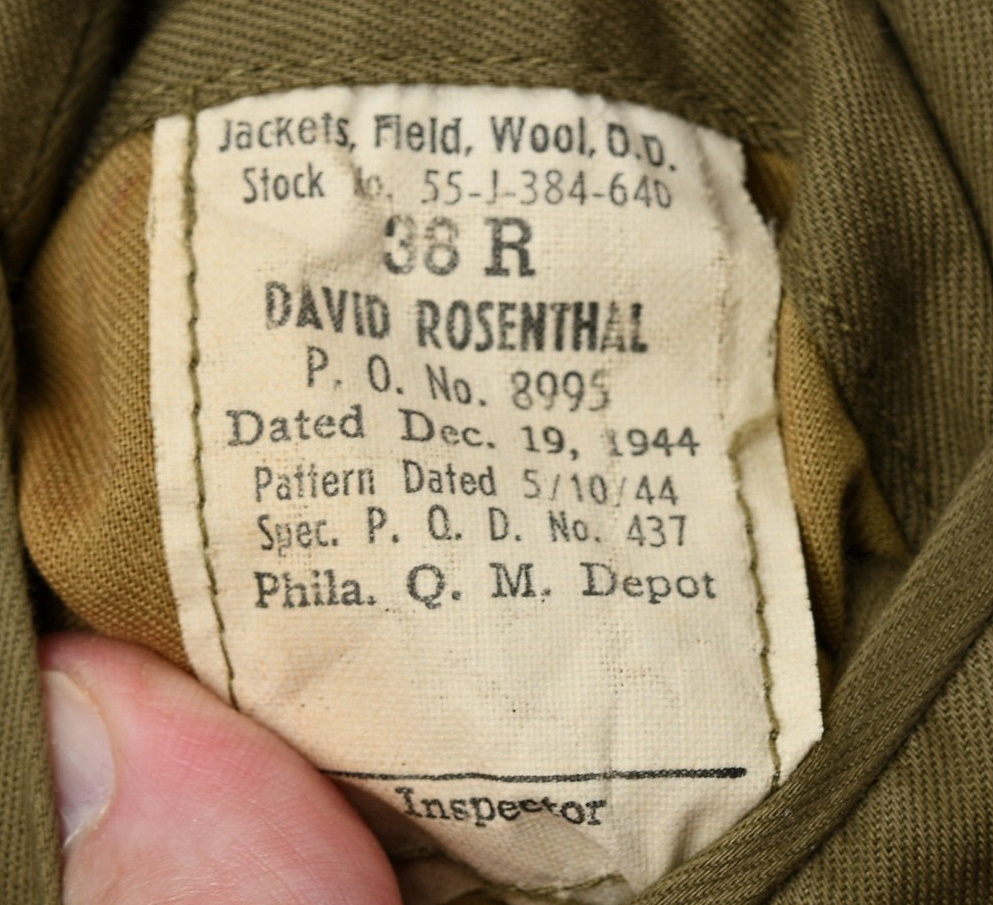 Jackets, Field, Wool, O.D.
Stock No. 55-J-384-640
38 R
DAVID ROSENTHAL
P. O. No. 8995
Dated Dec. 19, 1944
Pattern Dated 5/10/44
Spec. P. Q. D. No. 437
Phila. Q. M. Depot
Inspector